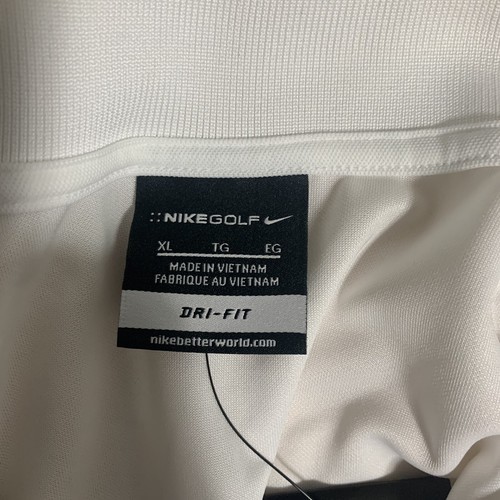 ::NIKEGOLF
XL TG EG
MADE IN VIETNAM
FABRIQUE AU VIETNAM
DRI-FIT
nikebetterworld.com